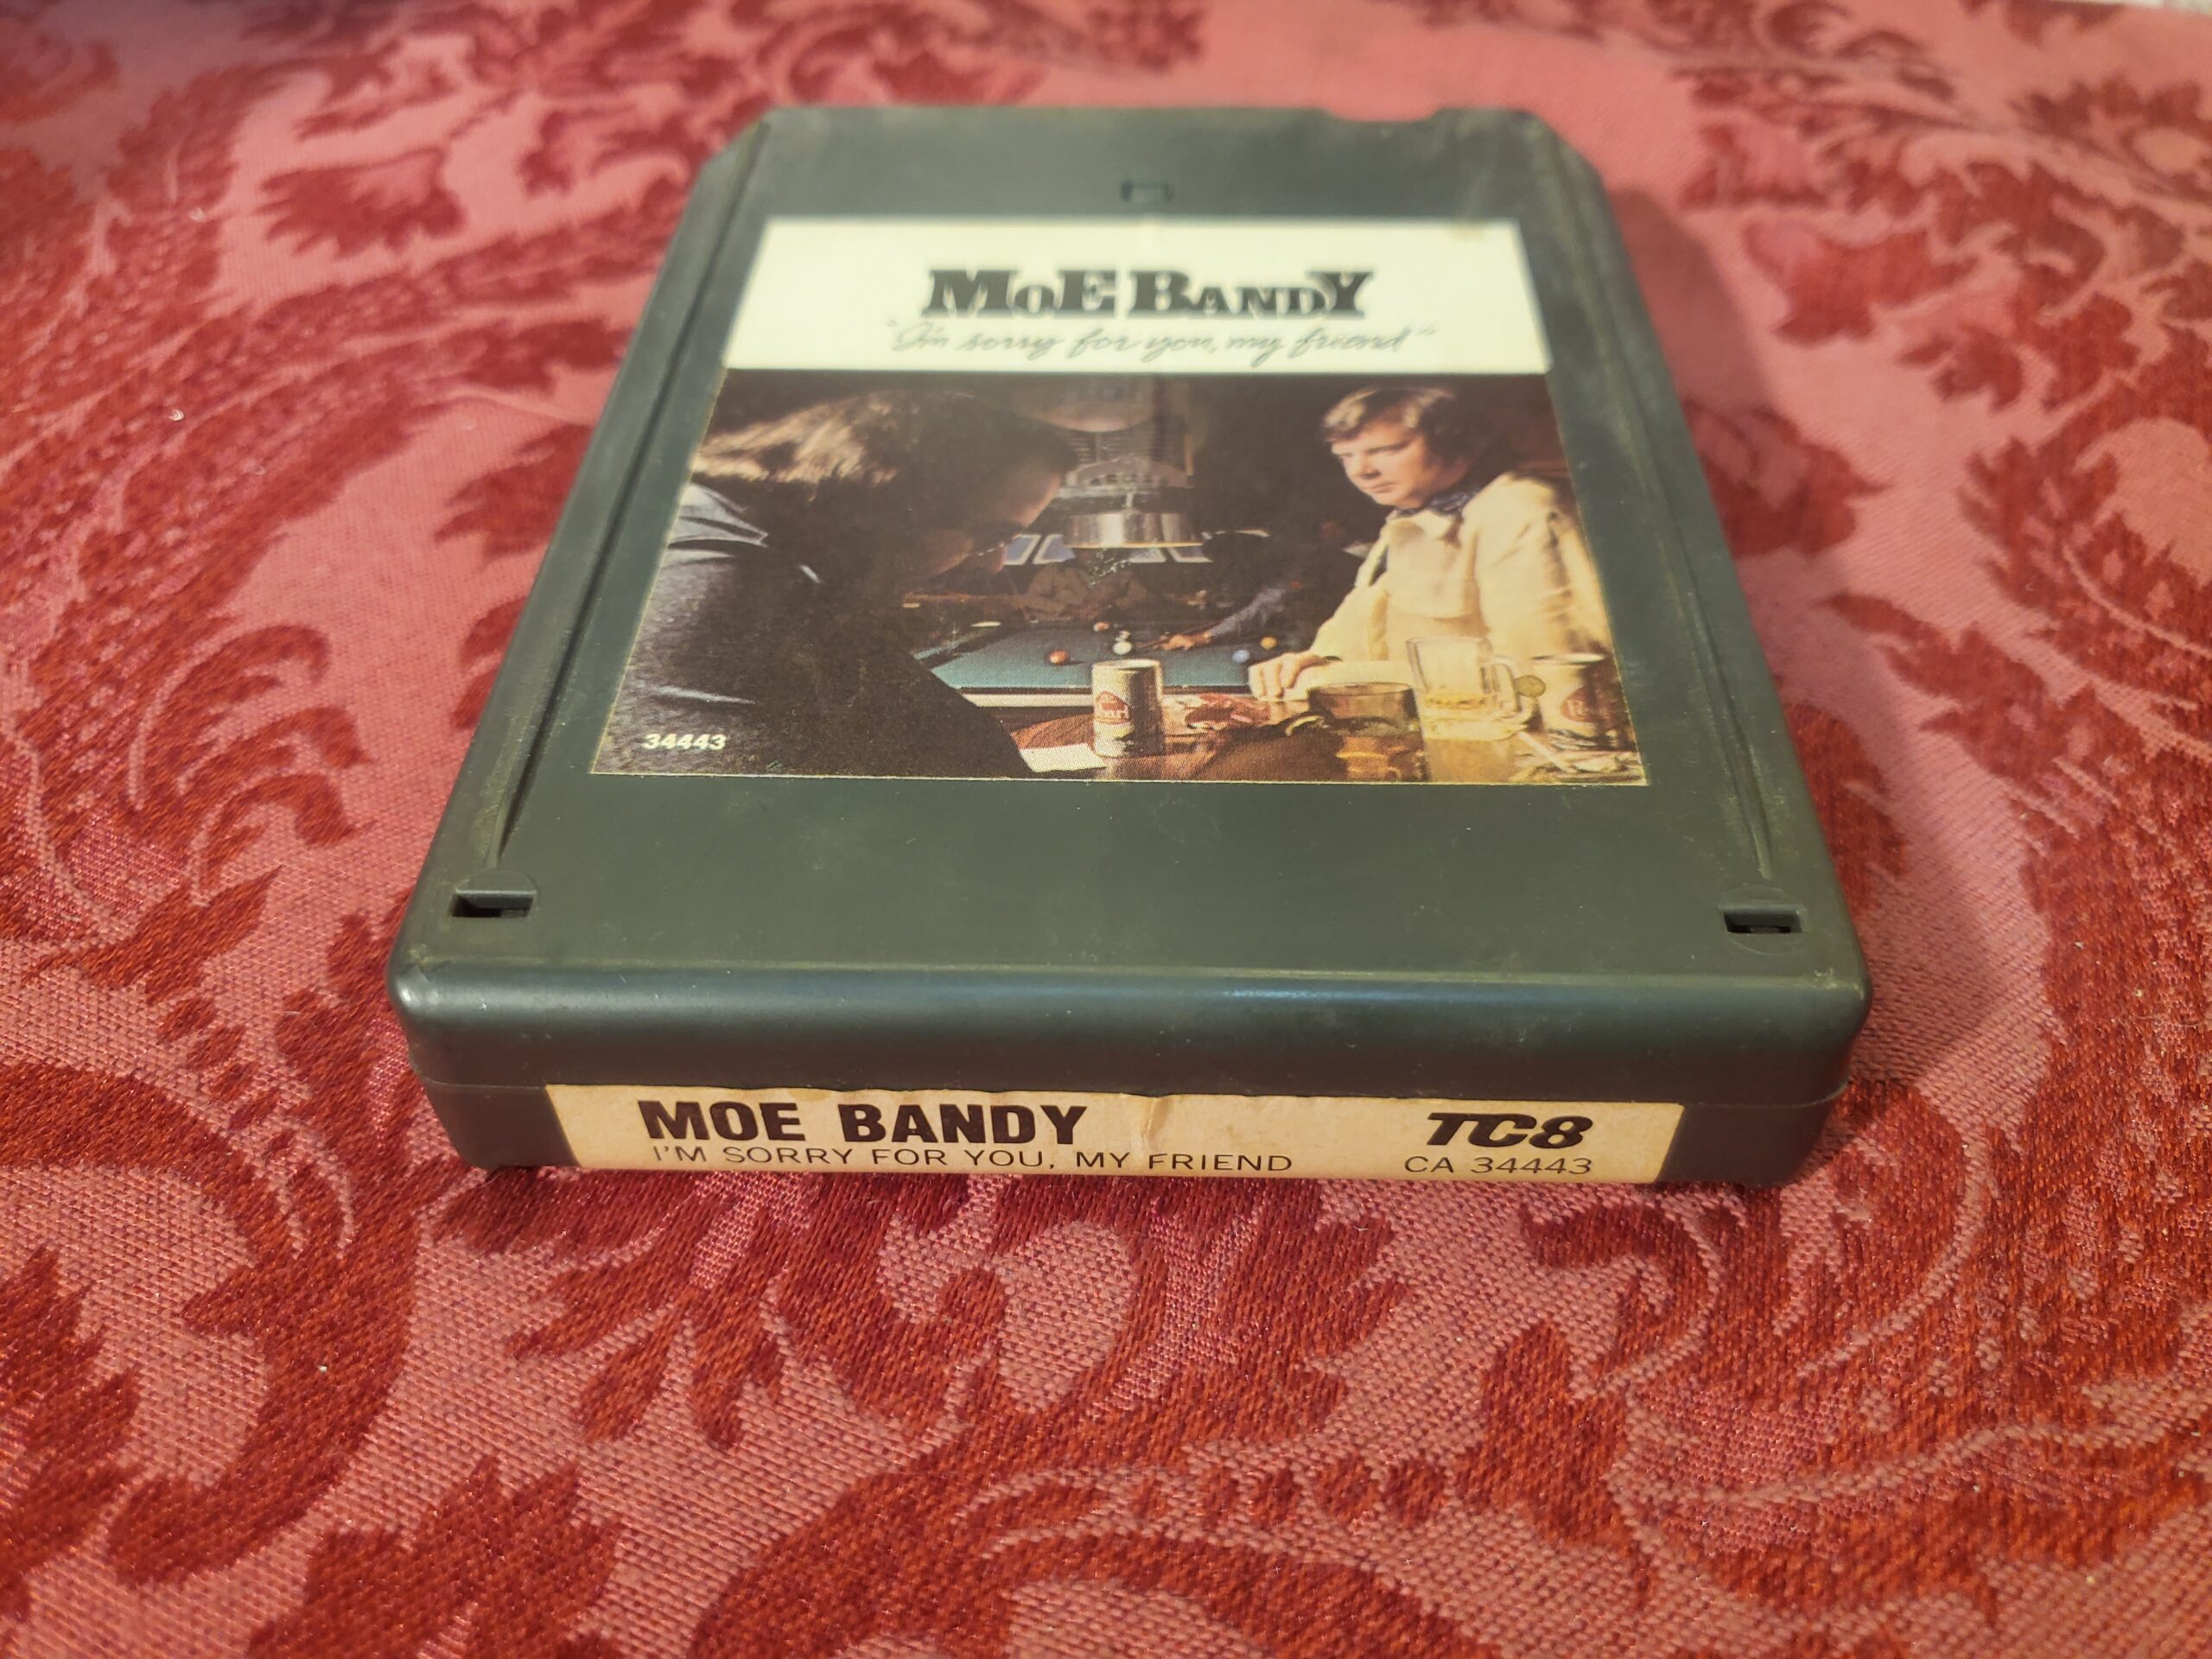 MOE BANDY
"I'm sorry for you, my friend"
34443
MOE BANDY
I'M SORRY FOR YOU, MY FRIEND
TC8
CA 34443